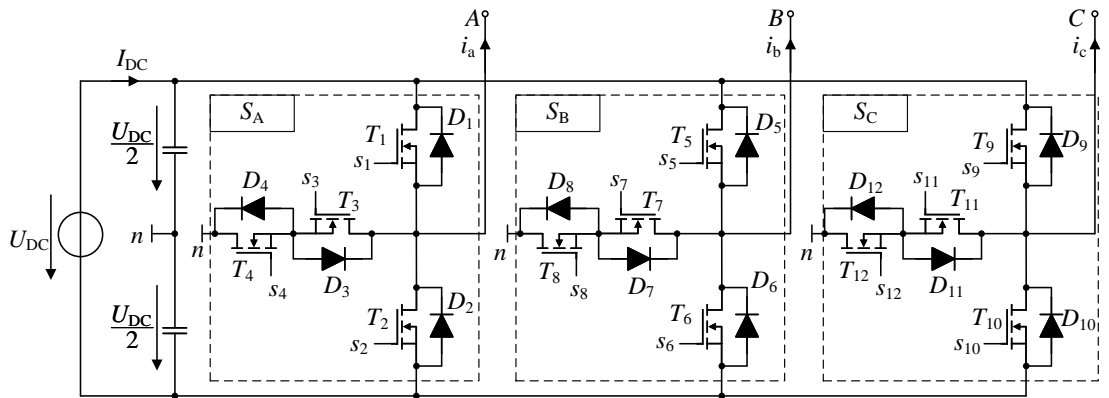 A B C
i_a i_b i_c
I_DC
S_A S_B S_C
T_1 D_1 T_5 D_5 T_9 D_9
U_DC/2
s_1 s_5 s_9
D_4 s_3 T_3 D_8 s_7 T_7 D_12 s_11 T_11
U_DC n n n n
T_4 s_4 D_3 T_8 s_8 D_7 T_12 s_12 D_11
U_DC/2
T_2 D_2 T_6 D_6 T_10 D_10
s_2 s_6 s_10